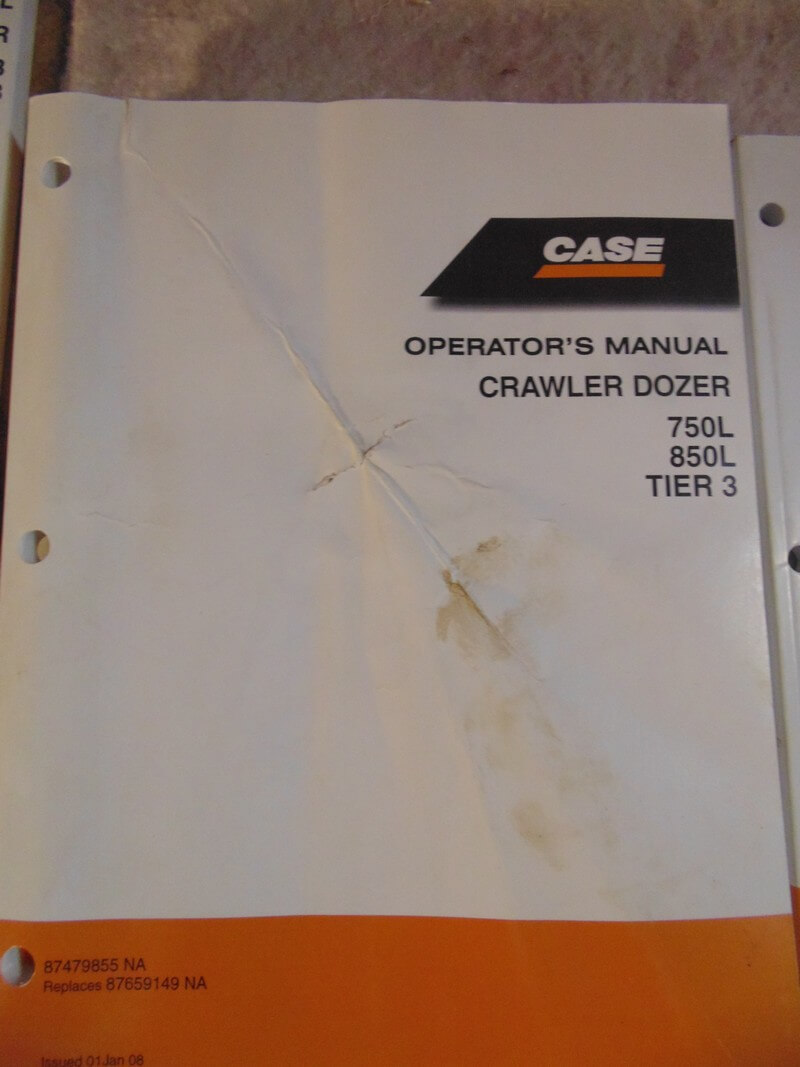 CASE
OPERATOR'S MANUAL
CRAWLER DOZER
750L
850L
TIER 3
87479855 NA
Replaces 87659149 NA
Issued 01Jan 08